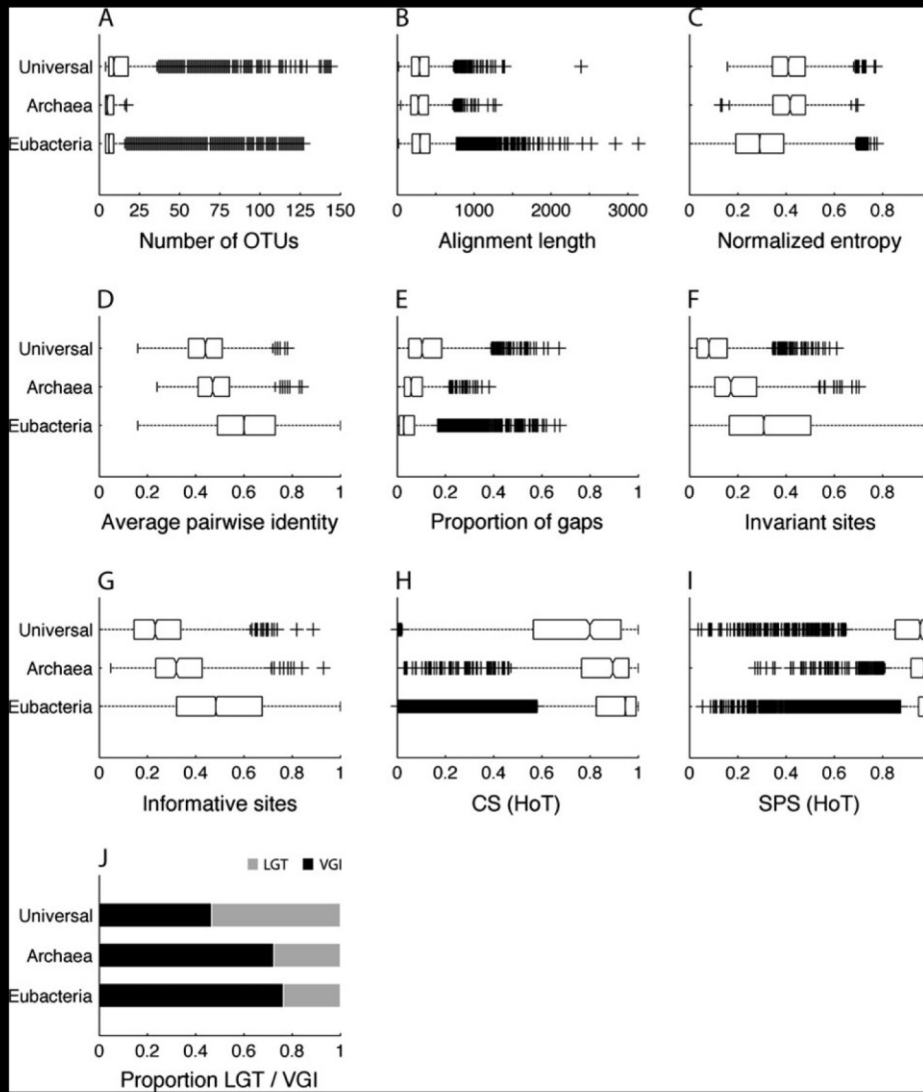 A
B
C
Universal
Archaea
Eubacteria
0 25 50 75 100 125 150
0 1000 2000 3000
0 0.2 0.4 0.6 0.8
Number of OTUs
Alignment length
Normalized entropy
D
E
F
Universal
Archaea
Eubacteria
0 0.2 0.4 0.6 0.8 1
0 0.2 0.4 0.6 0.8 1
0 0.2 0.4 0.6 0.8
Average pairwise identity
Proportion of gaps
Invariant sites
G
H
I
Universal
Archaea
Eubacteria
0 0.2 0.4 0.6 0.8 1
0 0.2 0.4 0.6 0.8 1
0 0.2 0.4 0.6 0.8
Informative sites
CS (HoT)
SPS (HoT)
J
LGT VGI
Universal
Archaea
Eubacteria
0 0.2 0.4 0.6 0.8 1
Proportion LGT / VGI